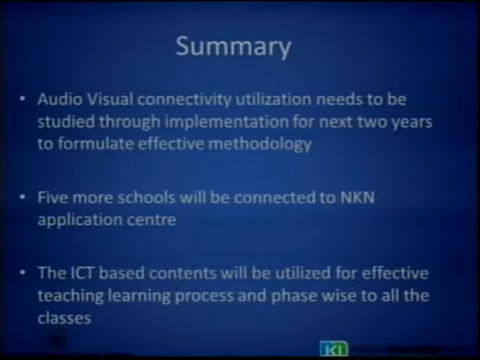 Summary
• Audio Visual connectivity utilization needs to be
studied through implementation for next two years
to formulate effective methodology
• Five more schools will be connected to NKN
application centre
• The ICT based contents will be utilized for effective
teaching learning process and phase wise to all the
classes